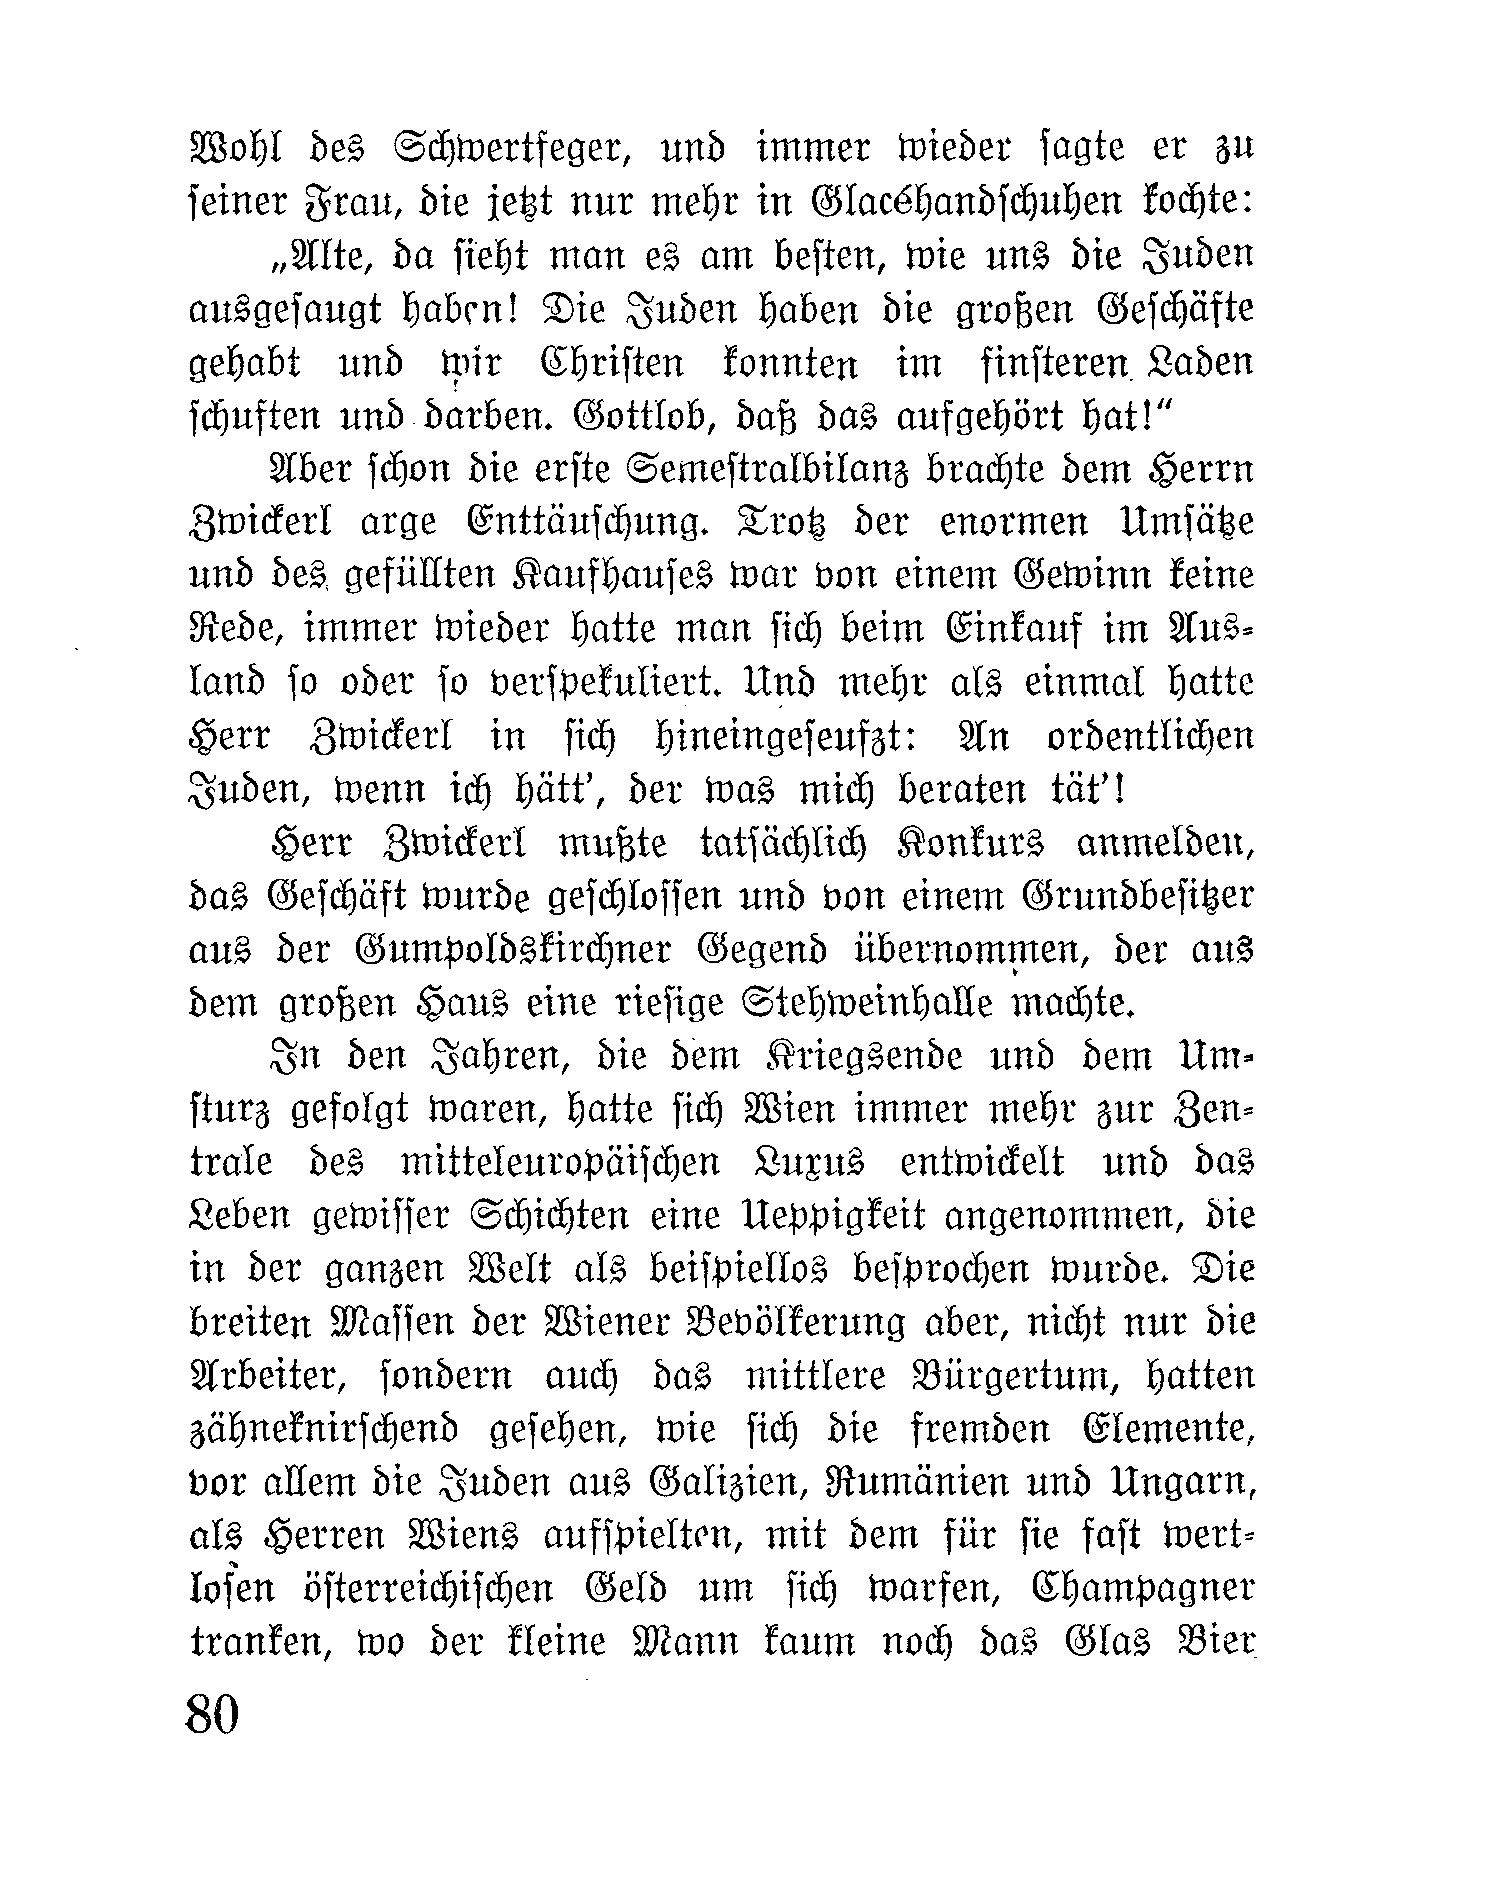 Wohl des Schwertfeger, und immer wieder sagte er zu
seiner Frau, die jetzt nur mehr in Glacéhandschuhen kochte:
„Alte, da sieht man es am besten, wie uns die Juden
ausgesaugt haben! Die Juden haben die großen Geschäfte
gehabt und wir Christen konnten im finsteren Laden
schuften und darben. Gottlob, daß das aufgehört hat!“
Aber schon die erste Semestralbilanz brachte dem Herrn
Zwickerl arge Enttäuschung. Trotz der enormen Umsätze
und des gefüllten Kaufhauses war von einem Gewinn keine
Rede, immer wieder hatte man sich beim Einkauf im Aus-
land so oder so verspekuliert. Und mehr als einmal hatte
Herr Zwickerl in sich hineingeseufzt: An ordentlichen
Juden, wenn ich hätt’, der was mich beraten tät’!
Herr Zwickerl mußte tatsächlich Konkurs anmelden,
das Geschäft wurde geschlossen und von einem Grundbesitzer
aus der Gumpoldskirchner Gegend übernommen, der aus
dem großen Haus eine riesige Stehweinhalle machte.
In den Jahren, die dem Kriegsende und dem Um-
sturz gefolgt waren, hatte sich Wien immer mehr zur Zen-
trale des mitteleuropäischen Luxus entwickelt und das
Leben gewisser Schichten eine Ueppigkeit angenommen, die
in der ganzen Welt als beispiellos besprochen wurde. Die
breiten Massen der Wiener Bevölkerung aber, nicht nur die
Arbeiter, sondern auch das mittlere Bürgertum, hatten
zähneknirschend gesehen, wie sich die fremden Elemente,
vor allem die Juden aus Galizien, Rumänien und Ungarn,
als Herren Wiens aufspielten, mit dem für sie fast wert-
losen österreichischen Geld um sich warfen, Champagner
tranken, wo der kleine Mann kaum noch das Glas Bier
80